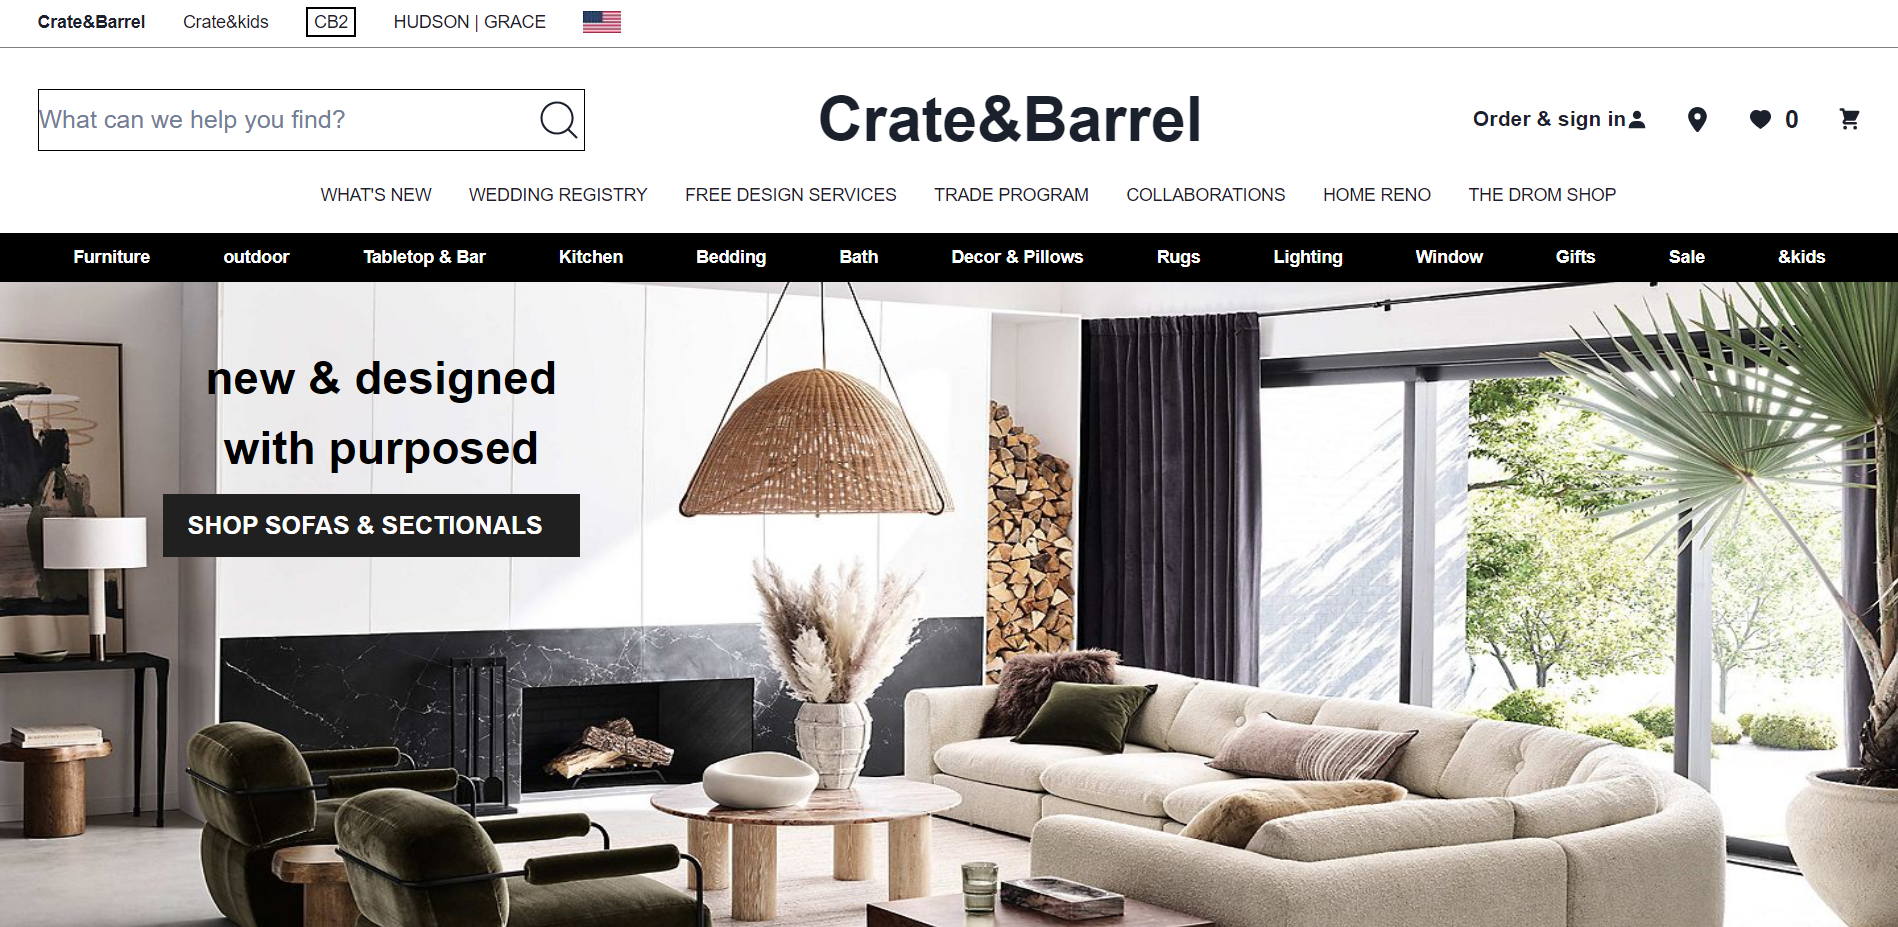 Crate&Barrel Crate&kids CB2 HUDSON | GRACE
What can we help you find? Crate&Barrel Order & sign in 0
WHAT'S NEW WEDDING REGISTRY FREE DESIGN SERVICES TRADE PROGRAM COLLABORATIONS HOME RENO THE DROM SHOP
Furniture outdoor Tabletop & Bar Kitchen Bedding Bath Decor & Pillows Rugs Lighting Window Gifts Sale &kids
new & designed
with purposed
SHOP SOFAS & SECTIONALS